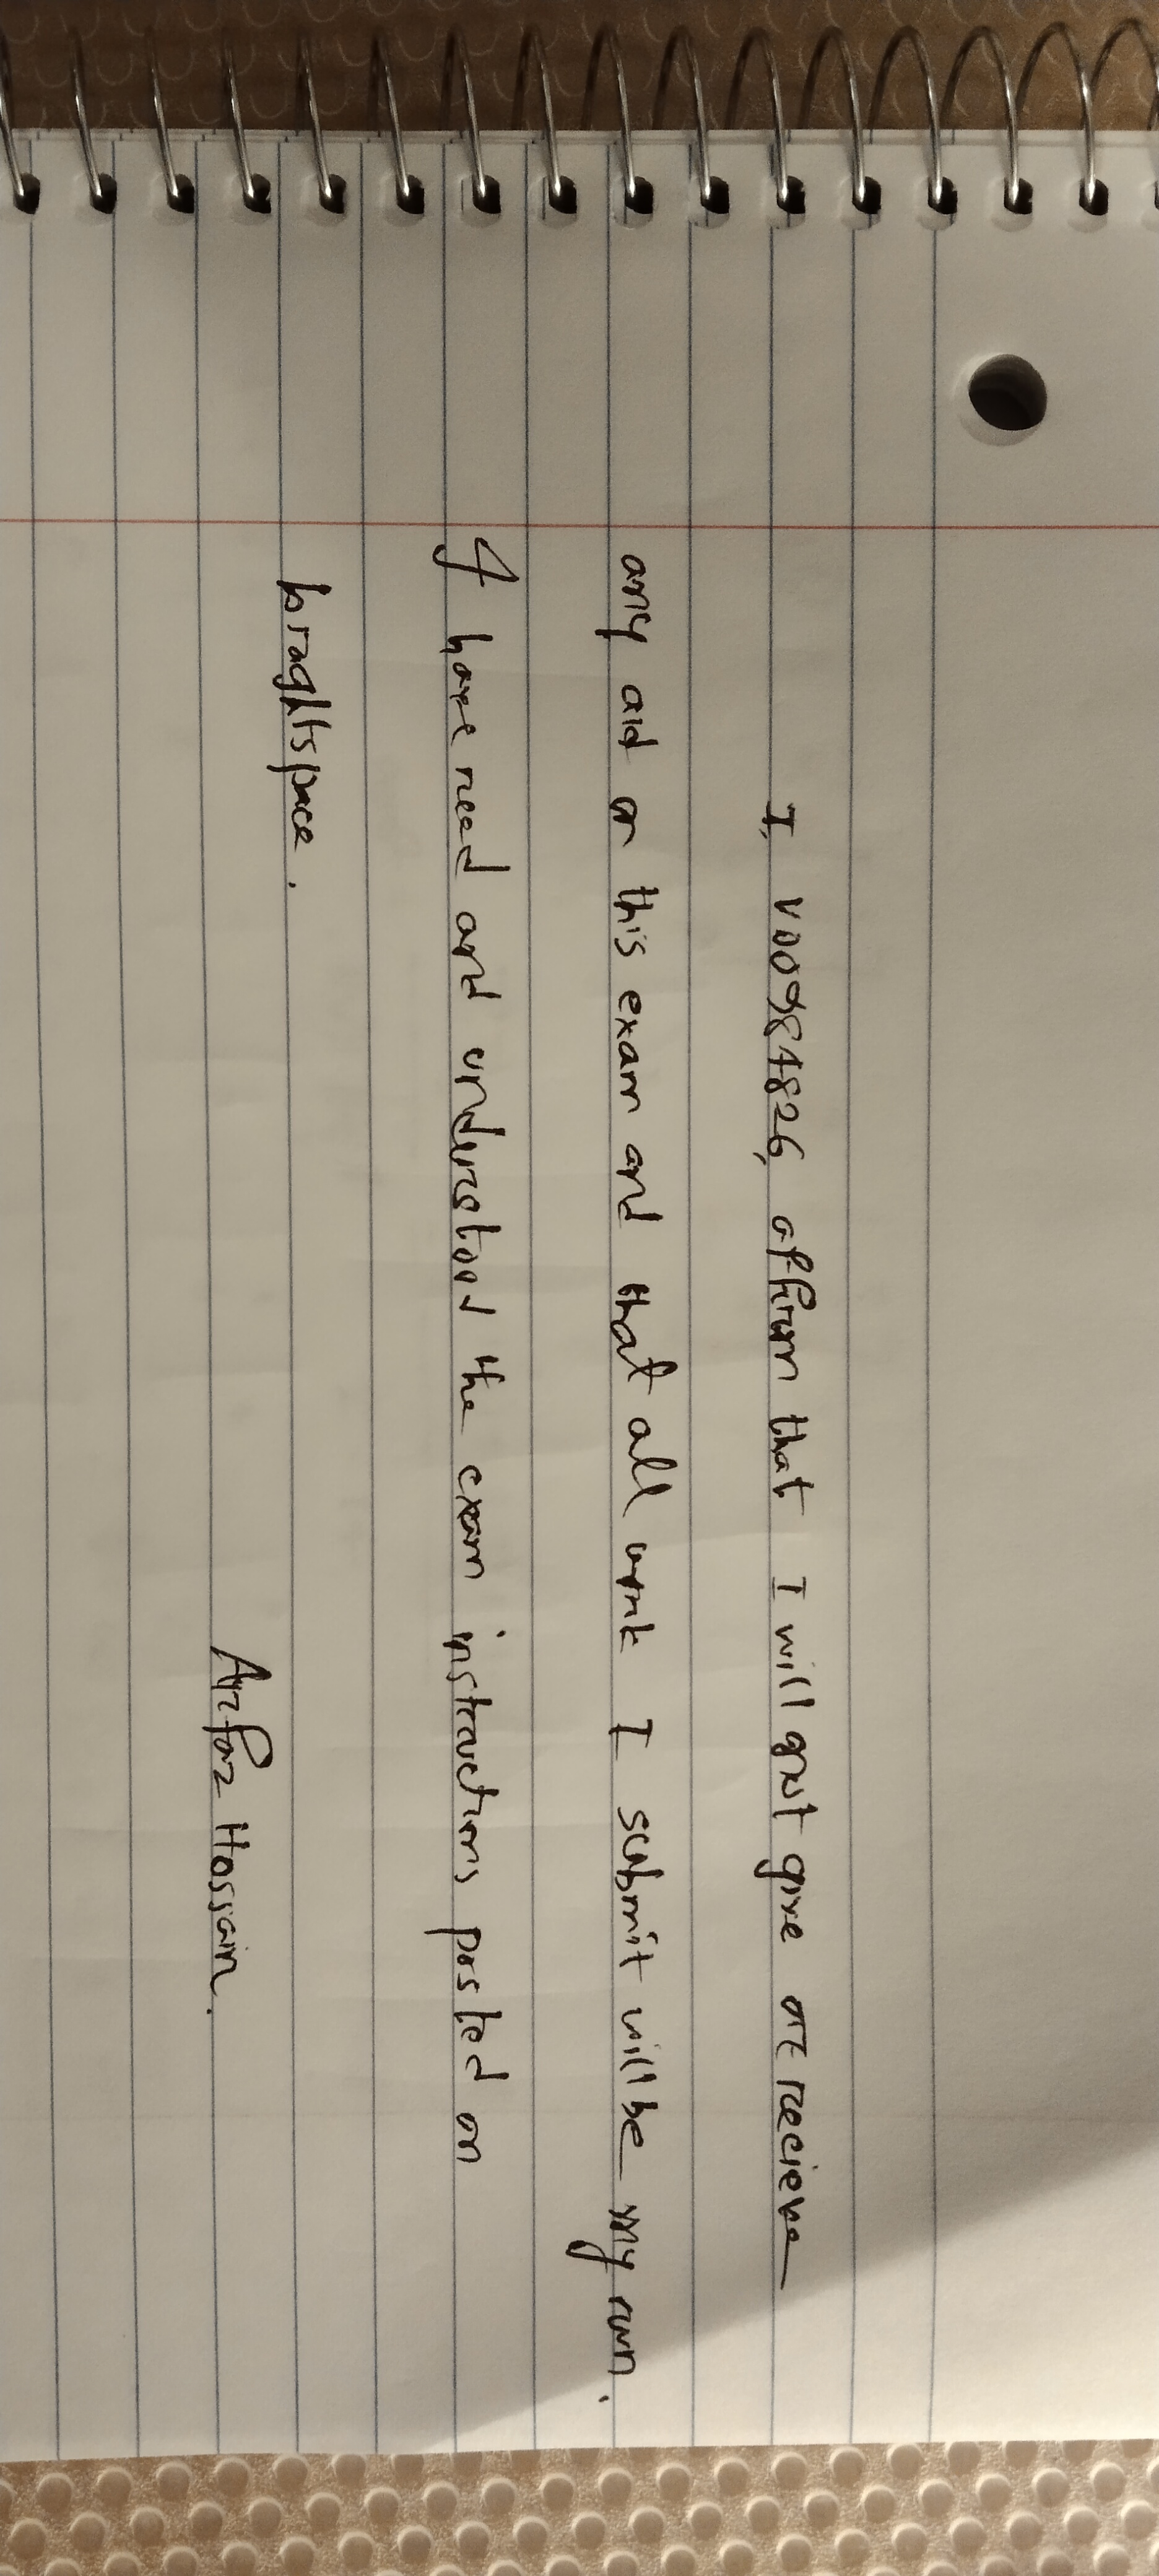 I, V00984826, affirm that I will not give or recieve
any aid on this exam and that all work I submit will be my own.
I have read and understood the exam instructions posted on
brightspace.
Arfaz Hossain.